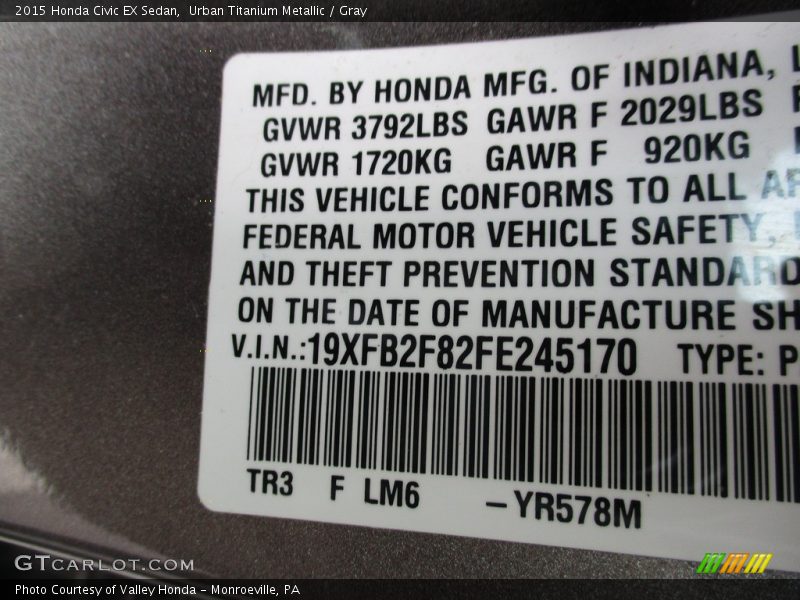 2015 Honda Civic EX Sedan, Urban Titanium Metallic / Gray
MFD. BY HONDA MFG. OF INDIANA,
GVWR 3792LBS GAWR F 2029LBS
GVWR 1720KG GAWR F 920KG
THIS VEHICLE CONFORMS TO ALL
FEDERAL MOTOR VEHICLE SAFETY,
AND THEFT PREVENTION STANDARD
ON THE DATE OF MANUFACTURE SH
V.I.N.:19XFB2F82FE245170 TYPE: P
TR3 F LM6 -YR578M
GTCARLOT.COM
Photo Courtesy of Valley Honda - Monroeville, PA